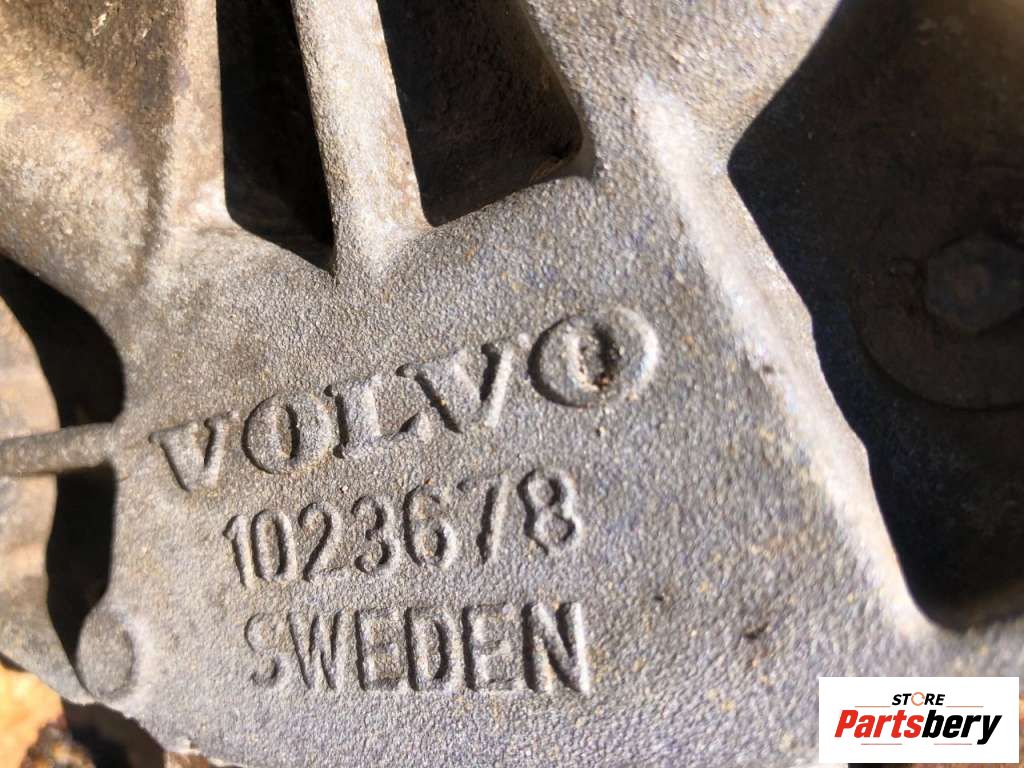 VOLVO
1023678
SWEDEN
STORE
Partsbery